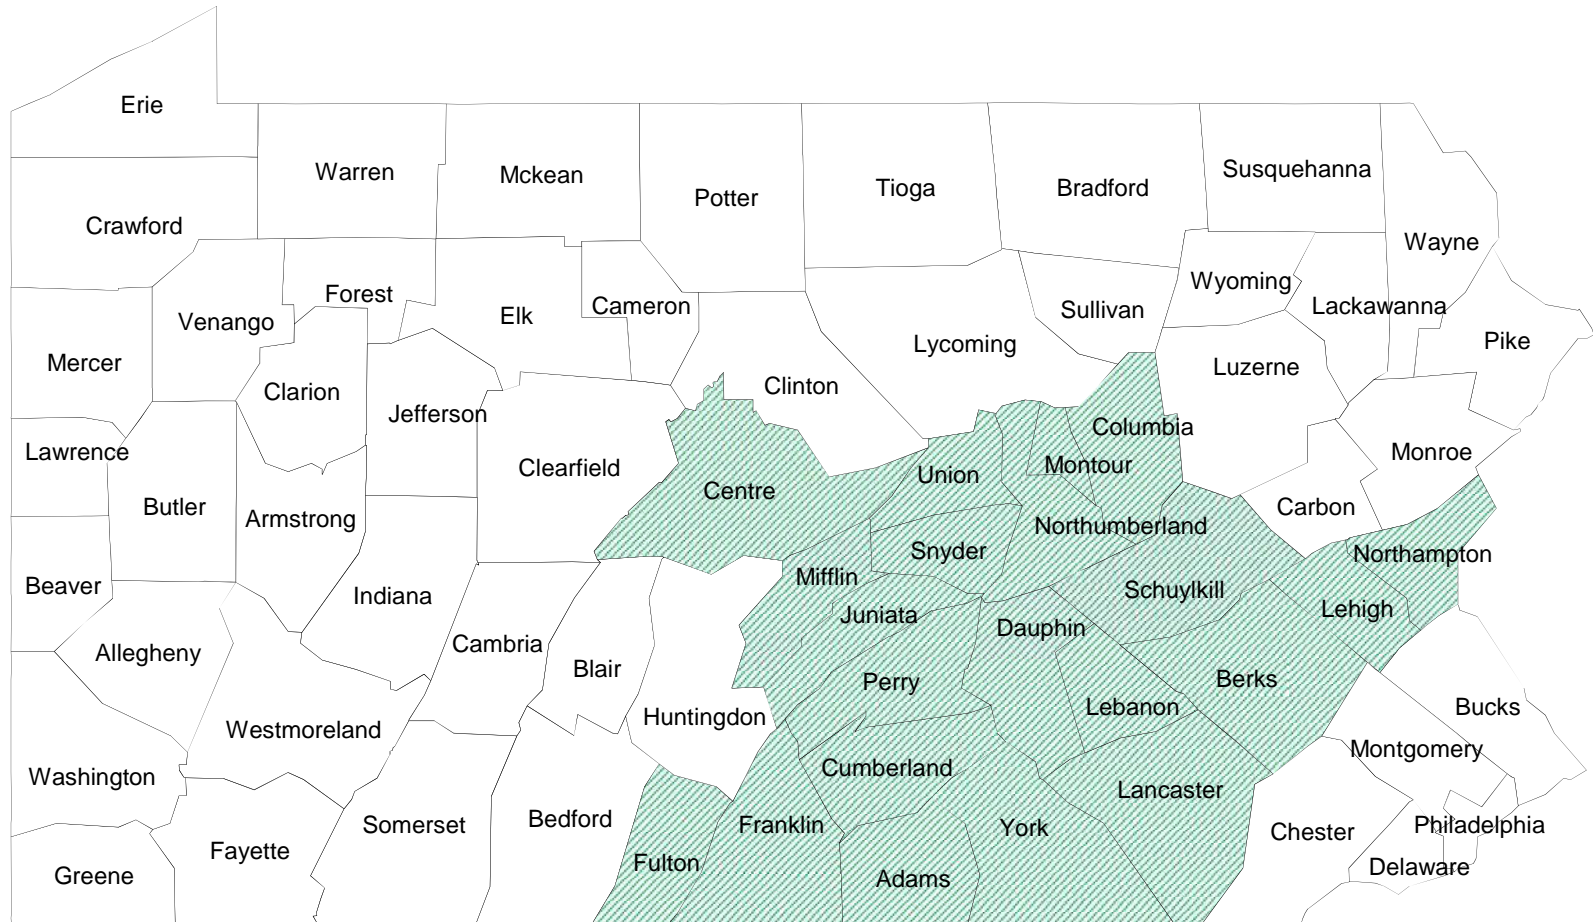 Erie
Warren
Mckean
Potter
Tioga
Bradford
Susquehanna
Crawford
Wayne
Forest
Venango
Elk
Cameron
Wyoming
Lackawanna
Sullivan
Pike
Mercer
Clarion
Jefferson
Clinton
Lycoming
Luzerne
Columbia
Lawrence
Butler
Armstrong
Clearfield
Centre
Union
Montour
Monroe
Carbon
Northumberland
Snyder
Northampton
Beaver
Indiana
Mifflin
Juniata
Schuylkill
Lehigh
Allegheny
Cambria
Blair
Dauphin
Perry
Berks
Westmoreland
Huntingdon
Lebanon
Bucks
Washington
Cumberland
Lancaster
Montgomery
Greene
Fayette
Somerset
Bedford
Fulton
Franklin
Adams
York
Chester
Philadelphia
Delaware